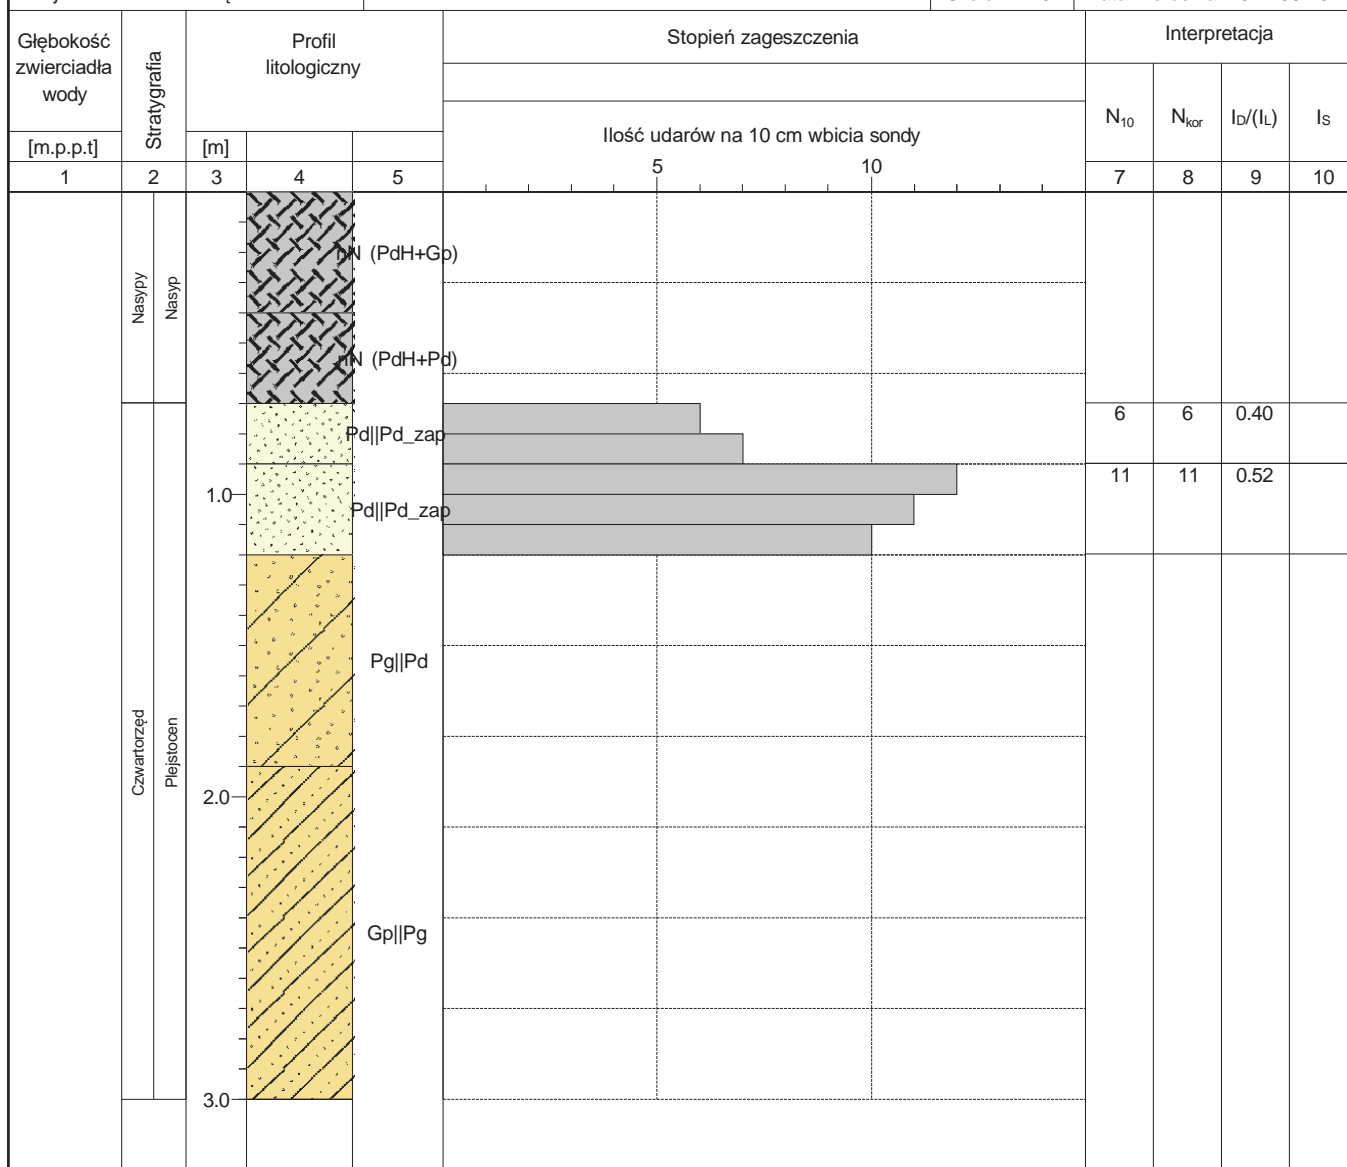 Głębokość
zwierciadła
wody
[m.p.p.t]
Stratygrafia
Profil
litologiczny
[m]
Stopień zageszczenia
Ilość udarów na 10 cm wbicia sondy
5 10
Interpretacja
N10 Nkor ID/(IL) IS
1 2 3 4 5 7 8 9 10
Nasypy Nasyp
nN (PdH+Gp)
nN (PdH+Pd)
Pd||Pd_zap
6 6 0.40
1.0
Pd||Pd_zap
11 11 0.52
Czwartorzęd Plejstocen
Pg||Pd
2.0
Gp||Pg
3.0